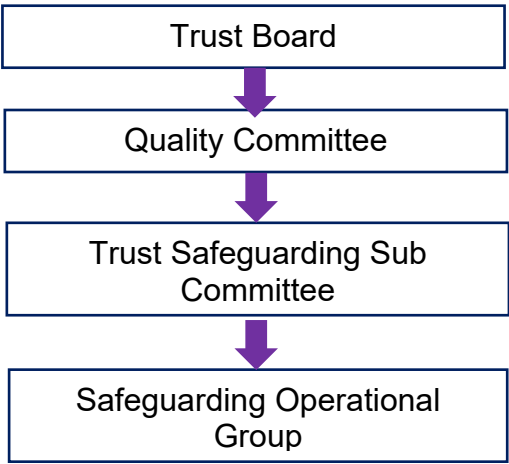 Trust Board
Quality Committee
Trust Safeguarding Sub
Committee
Safeguarding Operational
Group